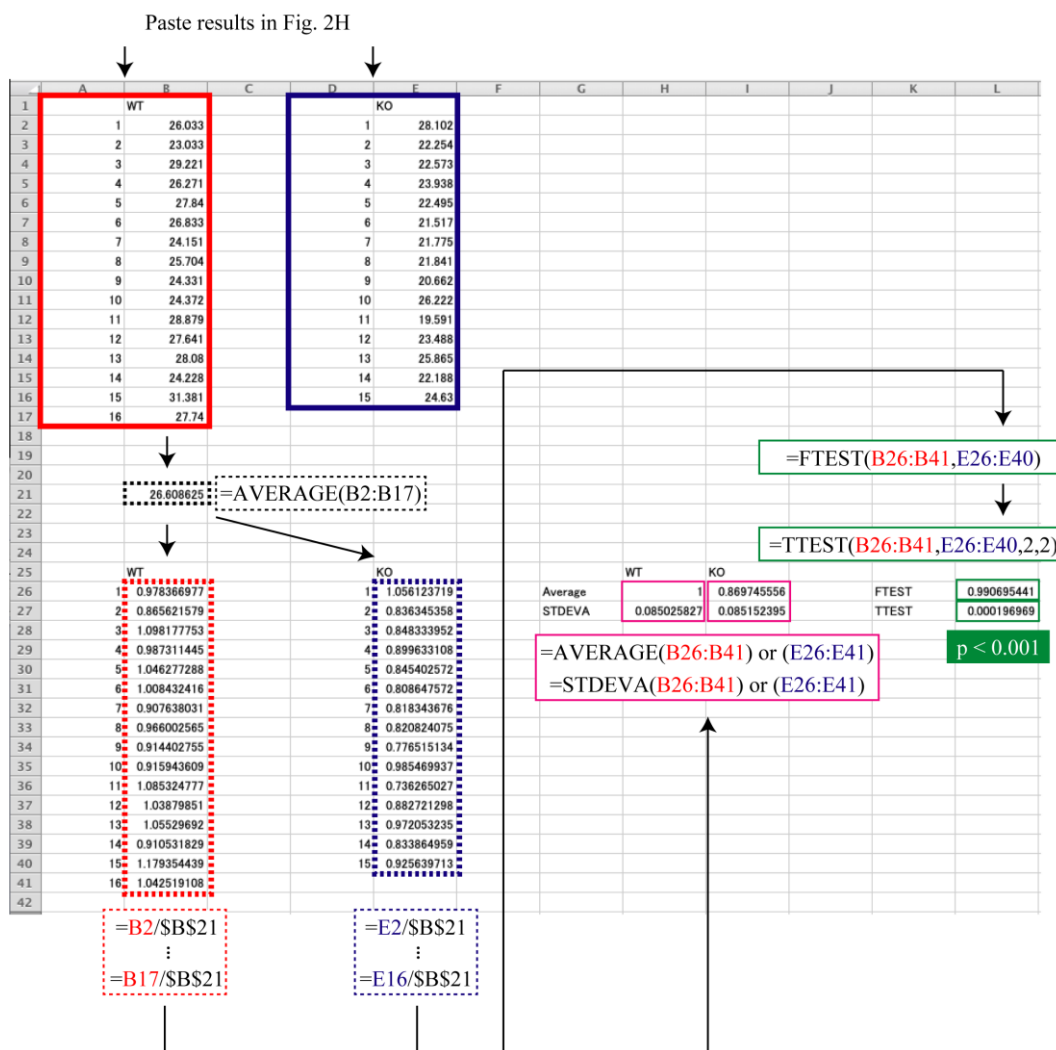 Paste results in Fig. 2H
A B C D E F G H I J K L
1 WT KO
2 1 26.033 1 28.102
3 2 23.033 2 22.254
4 3 29.221 3 22.573
5 4 26.271 4 23.938
6 5 27.84 5 22.495
7 6 26.833 6 21.517
8 7 24.151 7 21.775
9 8 25.704 8 21.841
10 9 24.331 9 20.662
11 10 24.372 10 26.222
12 11 28.879 11 19.591
13 12 27.641 12 23.488
14 13 28.08 13 25.865
15 14 24.228 14 22.188
16 15 31.381 15 24.63
17 16 27.74
18
19 =FTEST(B26:B41,E26:E40)
20
21 26.608625 =AVERAGE(B2:B17)
22
23
24 =TTEST(B26:B41,E26:E40,2,2)
25 WT KO WT KO
26 1 0.978366977 1 1.056123719 Average 1 0.869745556 FTEST 0.990695441
27 2 0.865621579 2 0.836345358 STDEVA 0.085025827 0.085152395 TTEST 0.000196969
28 3 1.098177753 3 0.848333952
29 4 0.987311445 4 0.899633108 =AVERAGE(B26:B41) or (E26:E41) p < 0.001
30 5 1.046277288 5 0.845402572
31 6 1.008432416 6 0.808647572 =STDEVA(B26:B41) or (E26:E41)
32 7 0.907638031 7 0.818343676
33 8 0.966002565 8 0.820824075
34 9 0.914402755 9 0.776515134
35 10 0.915943609 10 0.985469937
36 11 1.085324777 11 0.736265027
37 12 1.03879851 12 0.882721298
38 13 1.05529692 13 0.972053235
39 14 0.910531829 14 0.833864959
40 15 1.179354439 15 0.925639713
41 16 1.042519108
42
=B2/$B$21 =E2/$B$21
⋮ ⋮
=B17/$B$21 =E16/$B$21